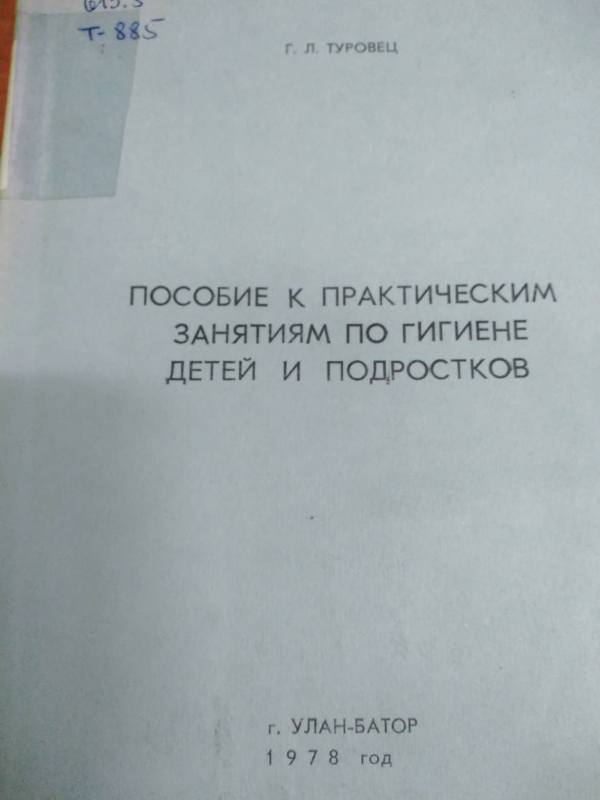 Т-885
Г. Л. ТУРОВЕЦ
ПОСОБИЕ К ПРАКТИЧЕСКИМ
ЗАНЯТИЯМ ПО ГИГИЕНЕ
ДЕТЕЙ И ПОДРОСТКОВ
г. УЛАН-БАТОР
1978 год